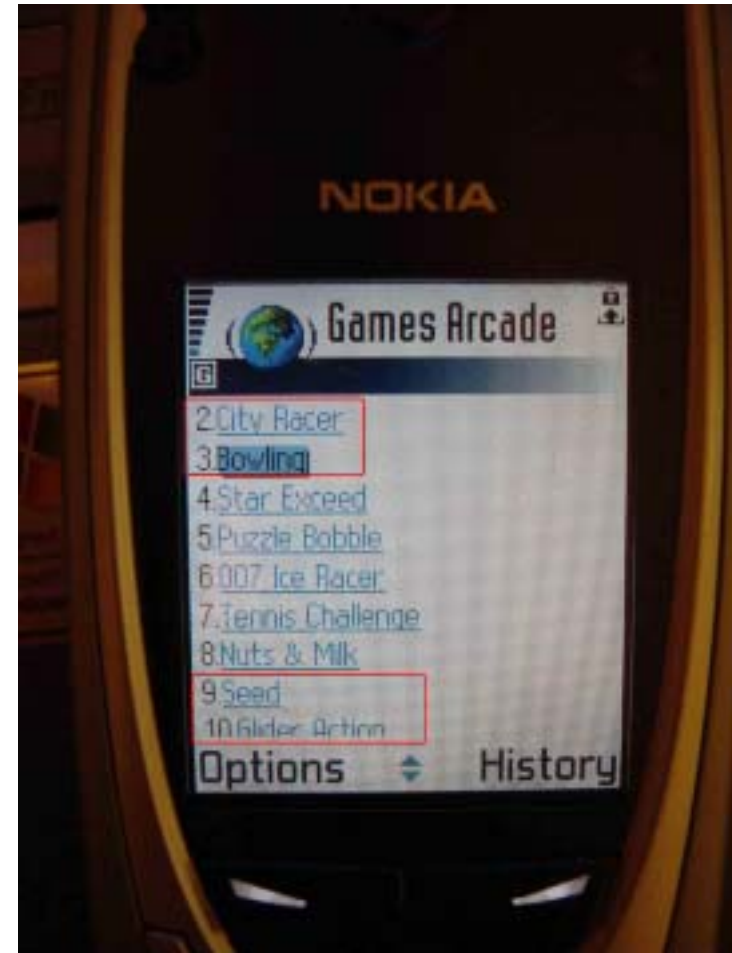 NOKIA
Games Arcade
G
2.City Racer
3.Bowling
4.Star Exceed
5.Puzzle Bobble
6.007 Ice Racer
7.Tennis Challenge
8.Nuts & Milk
9.Seed
10.Glider Action
Options History